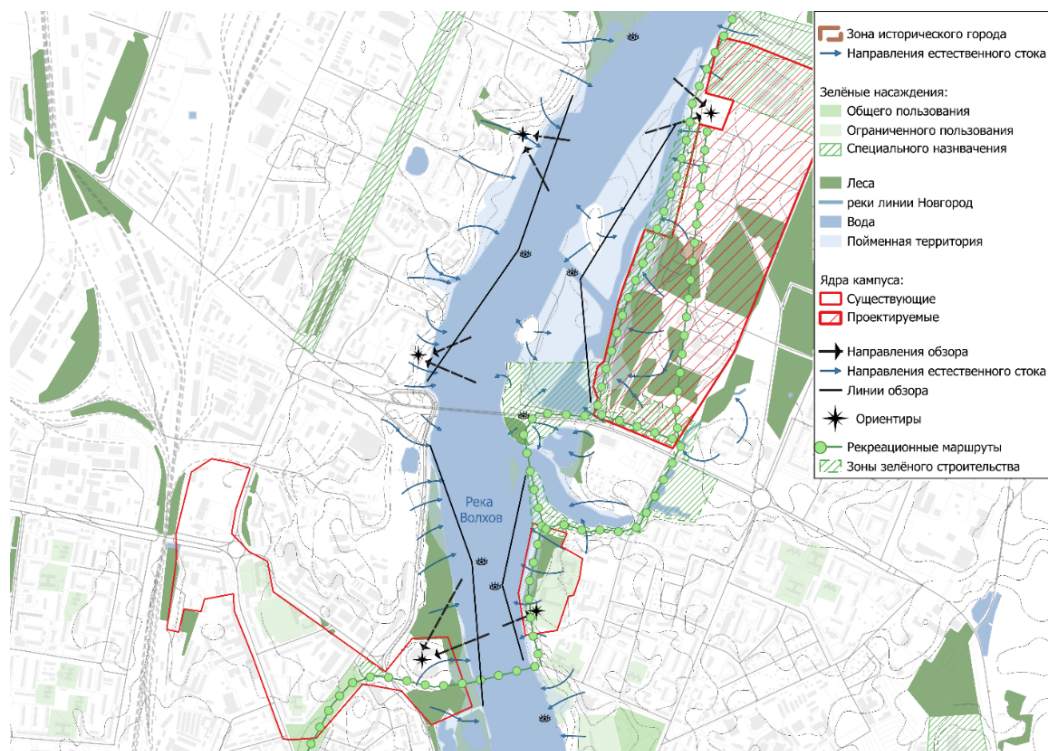 Зона исторического города
Направления естественного стока
Зелёные насаждения:
Общего пользования
Ограниченного пользования
Специального назнвачения
Леса
реки линии Новгород
Вода
Пойменная территория
Ядра кампуса:
Существующие
Проектируемые
Направления обзора
Направления естественного стока
Линии обзора
Ориентиры
Рекреационные маршруты
Зоны зелёного строительства
Река
Волхов